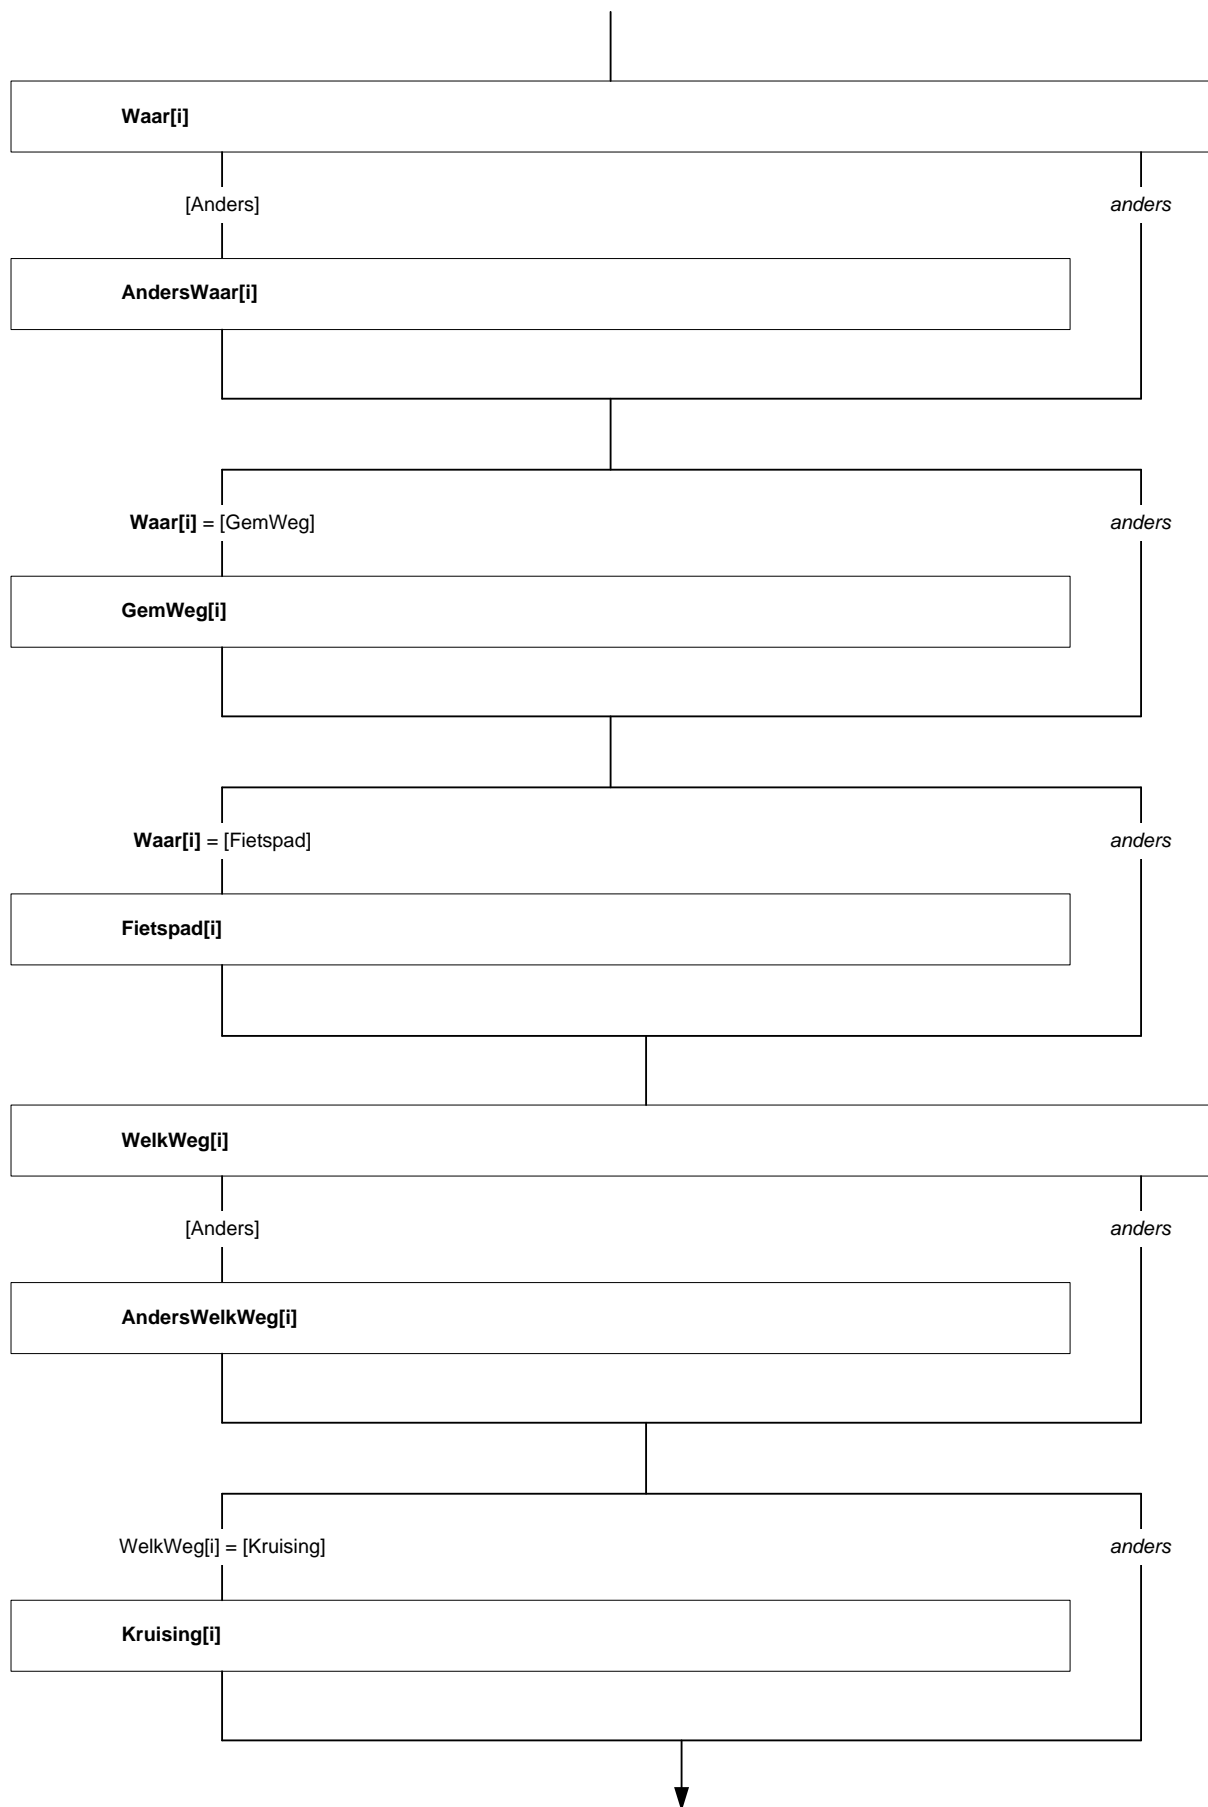 Waar[i]
[Anders] anders
AndersWaar[i]
Waar[i] = [GemWeg] anders
GemWeg[i]
Waar[i] = [Fietspad] anders
Fietspad[i]
WelkWeg[i]
[Anders] anders
AndersWelkWeg[i]
WelkWeg[i] = [Kruising] anders
Kruising[i]